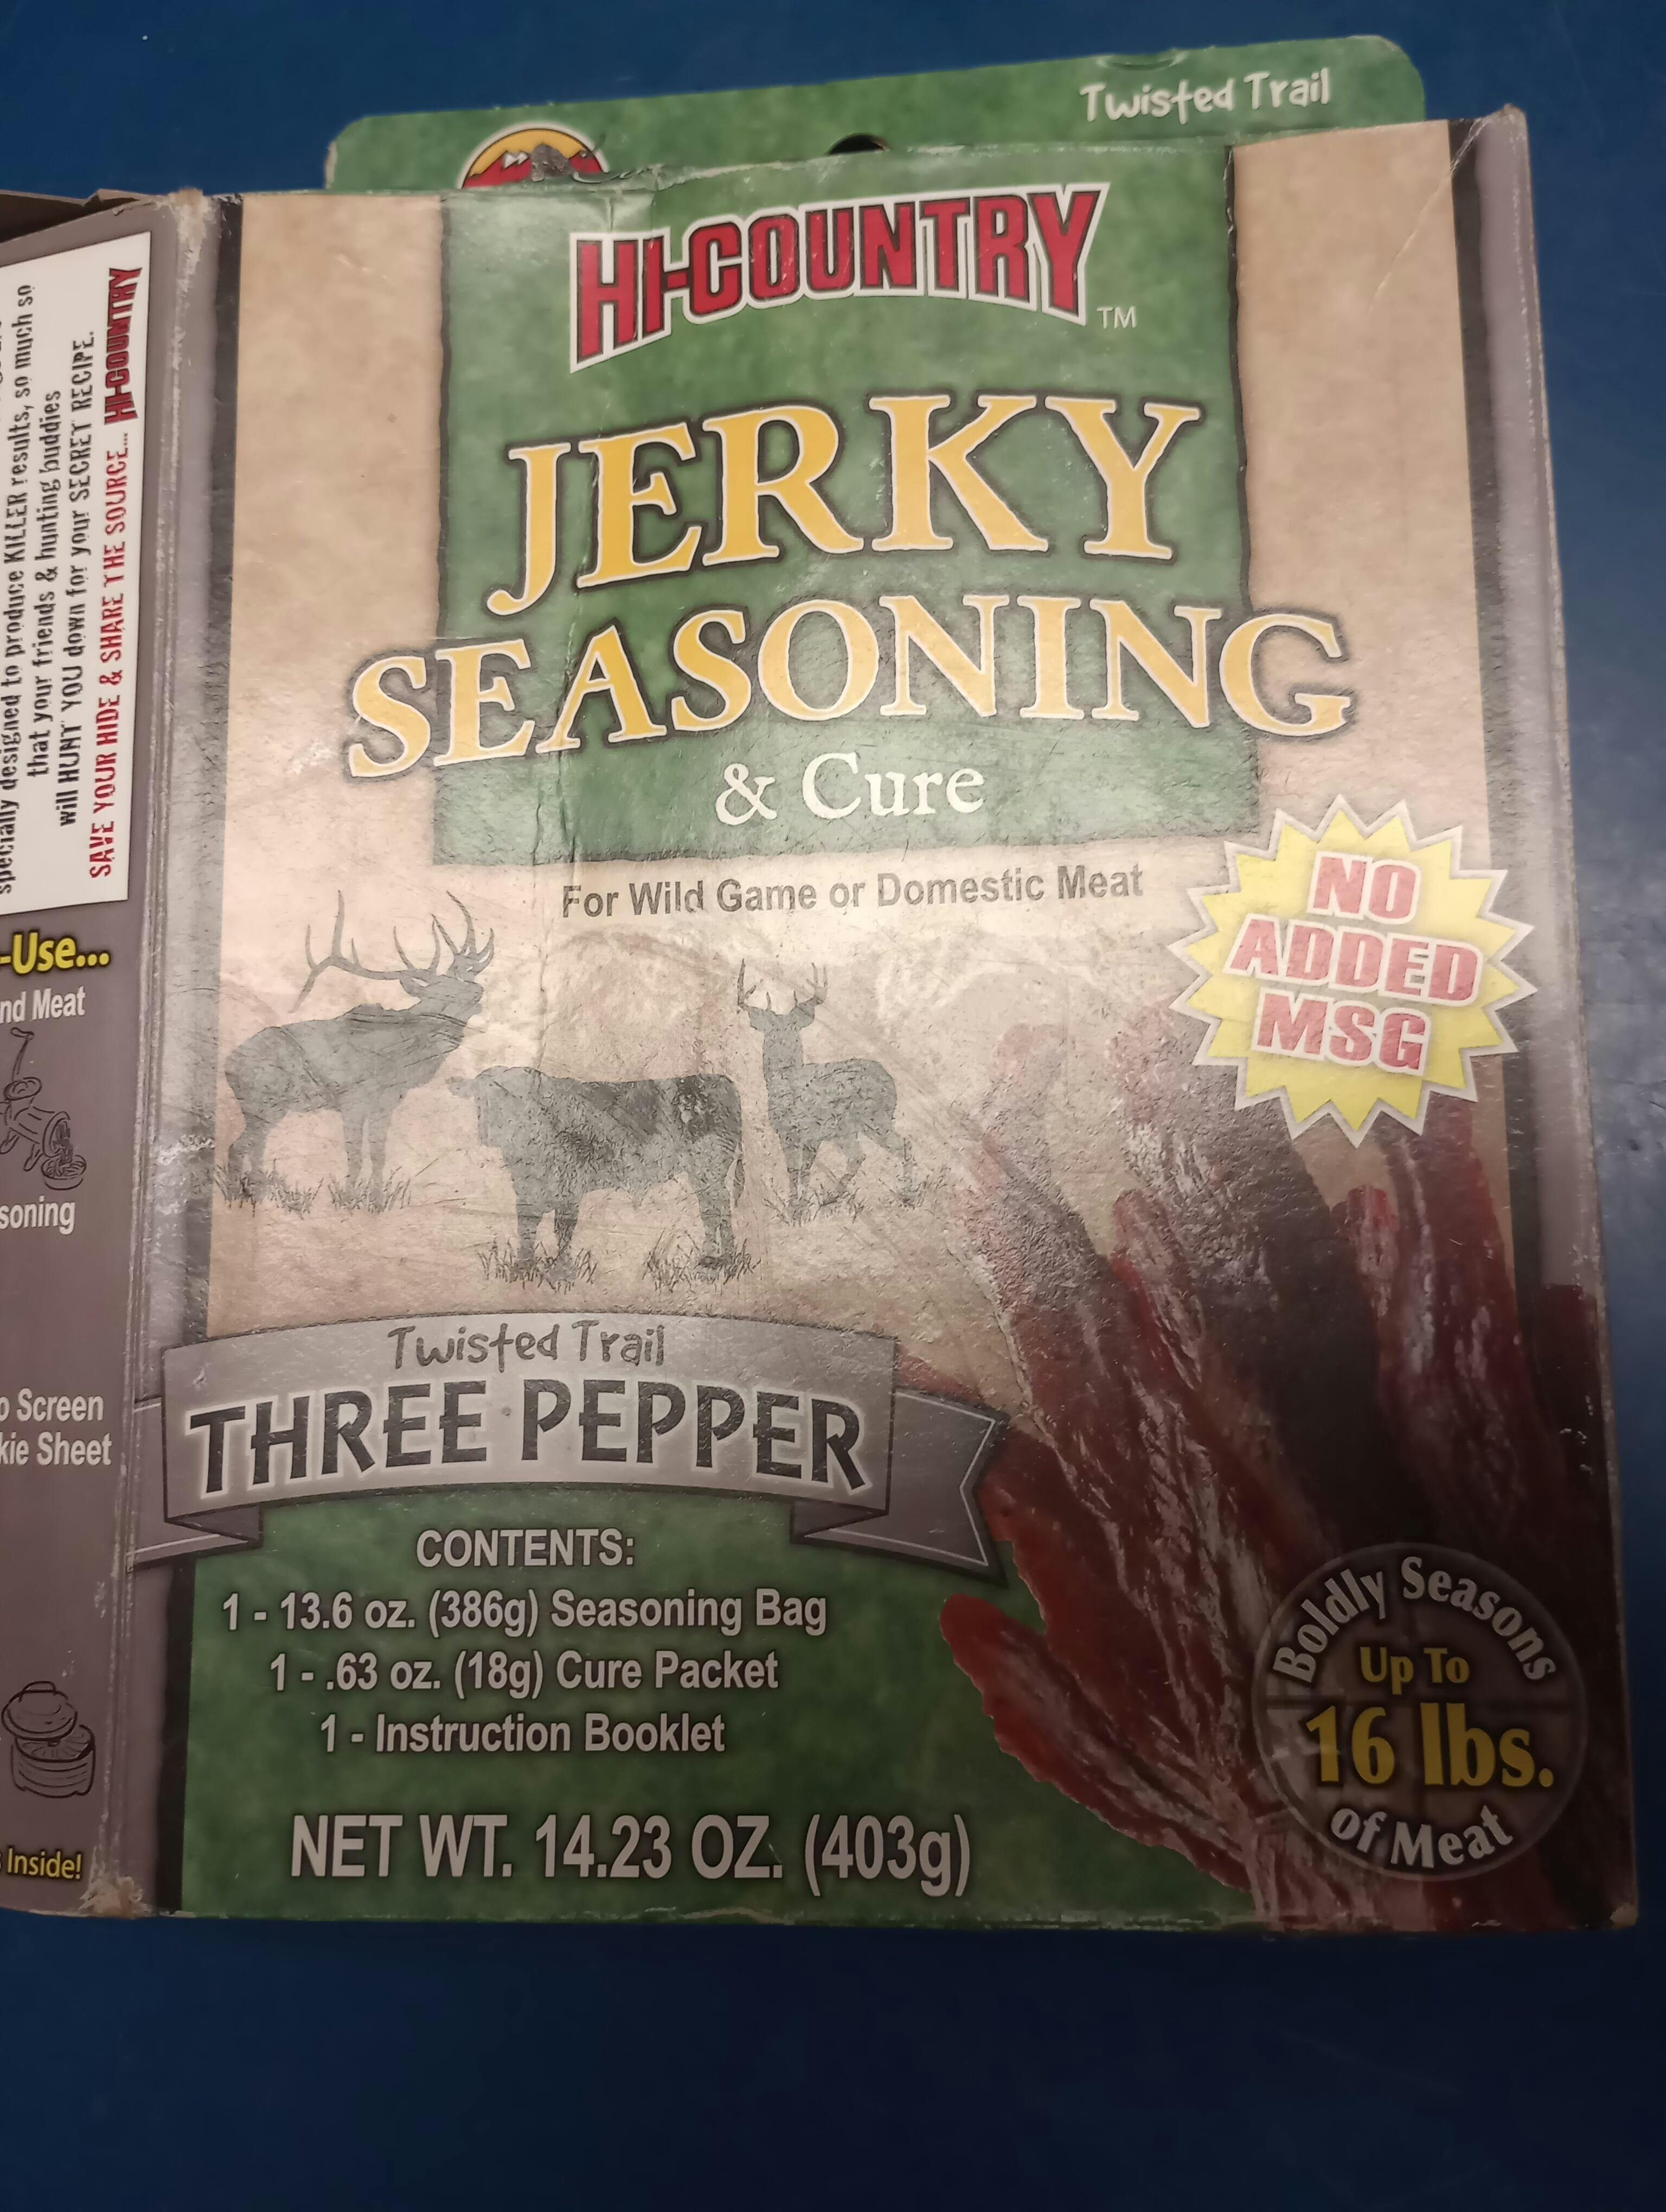 Twisted Trail
HI-COUNTRY
TM
JERKY
SEASONING
& Cure
For Wild Game or Domestic Meat
NO
ADDED
MSG
Twisted Trail
THREE PEPPER
CONTENTS:
1 - 13.6 oz. (386g) Seasoning Bag
1 - .63 oz. (18g) Cure Packet
1 - Instruction Booklet
NET WT. 14.23 OZ. (403g)
Boldly Seasons
Up To
16 lbs.
of Meat
specially designed to produce KILLER results, so much so
that your friends & hunting buddies
will HUNT YOU down for your SECRET RECIPE.
SAVE YOUR HIDE & SHARE THE SOURCE... HI-COUNTRY
-Use...
nd Meat
soning
o Screen
kie Sheet
Inside!